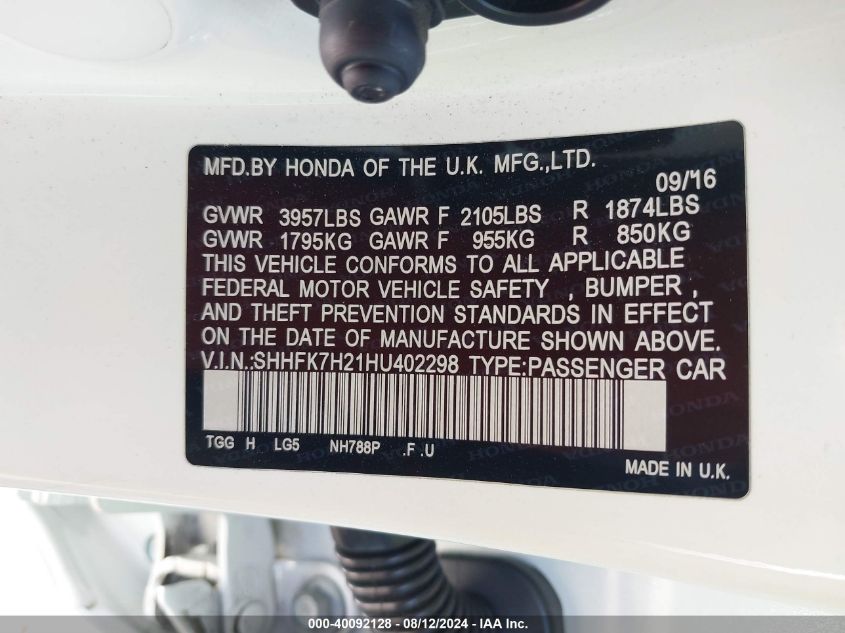 MFD.BY HONDA OF THE U.K. MFG.,LTD.
09/16
GVWR 3957LBS GAWR F 2105LBS R 1874LBS
GVWR 1795KG GAWR F 955KG R 850KG
THIS VEHICLE CONFORMS TO ALL APPLICABLE
FEDERAL MOTOR VEHICLE SAFETY , BUMPER ,
AND THEFT PREVENTION STANDARDS IN EFFECT
ON THE DATE OF MANUFACTURE SHOWN ABOVE.
V.I.N.:SHHFK7H21HU402298 TYPE:PASSENGER CAR
TGG H LG5 NH788P .F .U
MADE IN U.K.
000-40092128 - 08/12/2024 - IAA Inc.